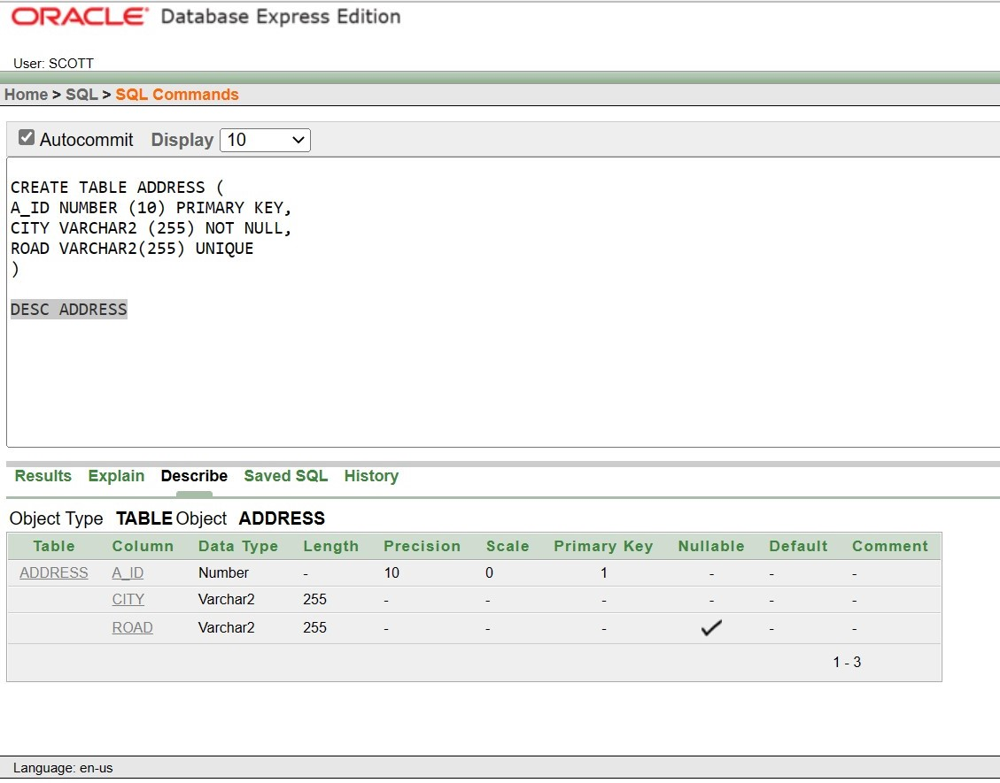 ORACLE Database Express Edition
User: SCOTT
Home > SQL > SQL Commands
Autocommit Display 10
CREATE TABLE ADDRESS (
A_ID NUMBER (10) PRIMARY KEY,
CITY VARCHAR2 (255) NOT NULL,
ROAD VARCHAR2(255) UNIQUE
)
DESC ADDRESS
Results Explain Describe Saved SQL History
Object Type TABLE Object ADDRESS
Table Column Data Type Length Precision Scale Primary Key Nullable Default Comment
ADDRESS A_ID Number - 10 0 1 - - -
CITY Varchar2 255 - - - - - -
ROAD Varchar2 255 - - - - -
1 - 3
Language: en-us